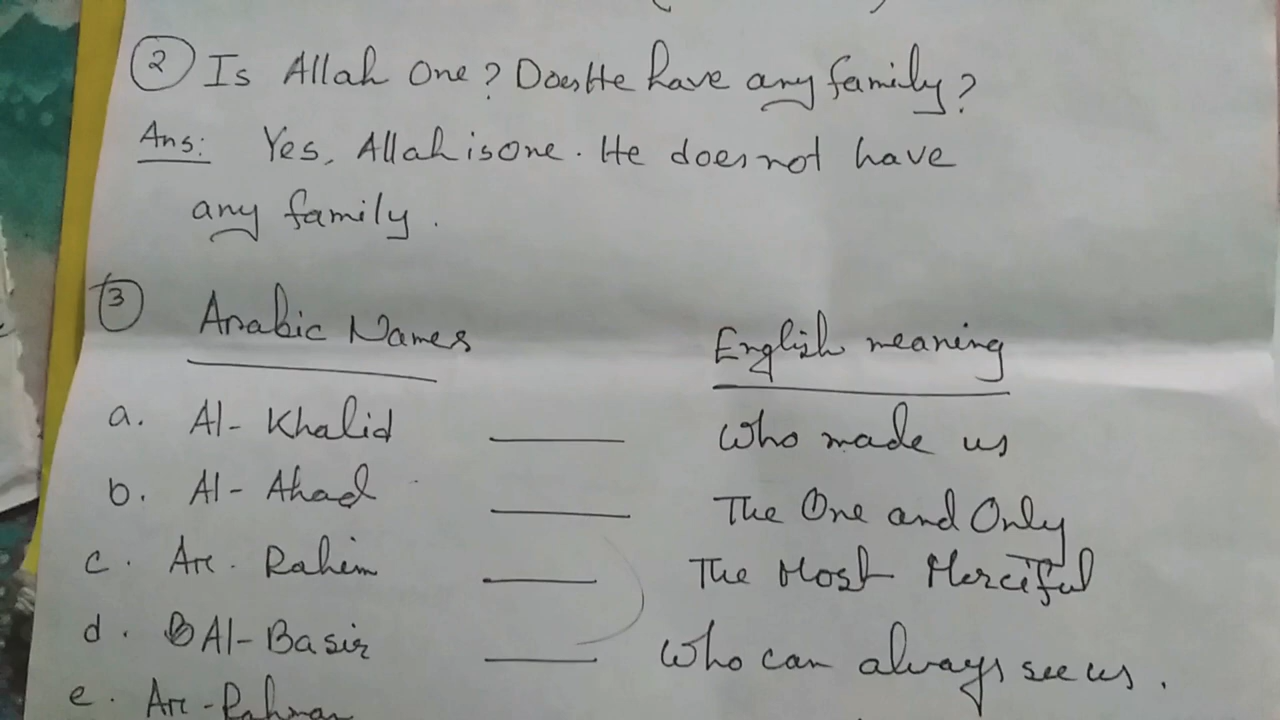 ② Is Allah One? Does He have any family?
Ans: Yes, Allah is one. He does not have
any family.
③ Arabic Names English meaning
a. Al-Khalid — Who made us
b. Al-Ahad — The One and Only
c. Ar-Rahim — The Most Merciful
d. Al-Basir — Who can always see us.
e. Ar-Rahman